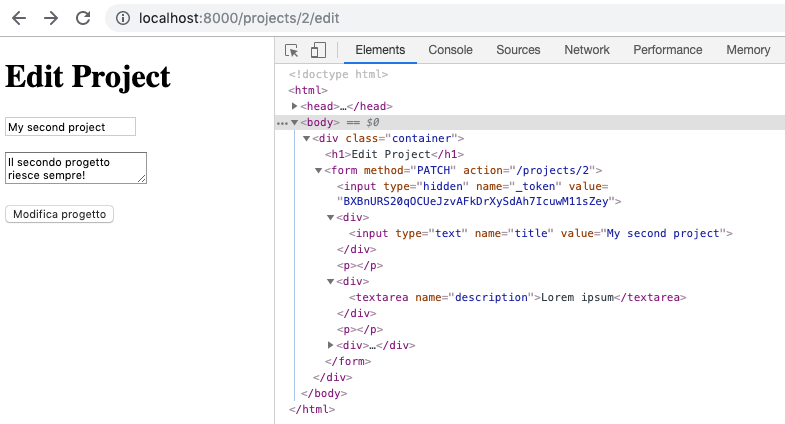 localhost:8000/projects/2/edit
Edit Project
My second project
Il secondo progetto
riesce sempre!
Modifica progetto
Elements Console Sources Network Performance Memory
<!doctype html>
<html>
<head>…</head>
<body> == $0
<div class="container">
<h1>Edit Project</h1>
<form method="PATCH" action="/projects/2">
<input type="hidden" name="_token" value=
"BXBnURS20qOCUeJzvAFkDrXySdAh7IcuwM11sZey">
<div>
<input type="text" name="title" value="My second project">
</div>
<p></p>
<div>
<textarea name="description">Lorem ipsum</textarea>
</div>
<p></p>
<div>…</div>
</form>
</div>
</body>
</html>